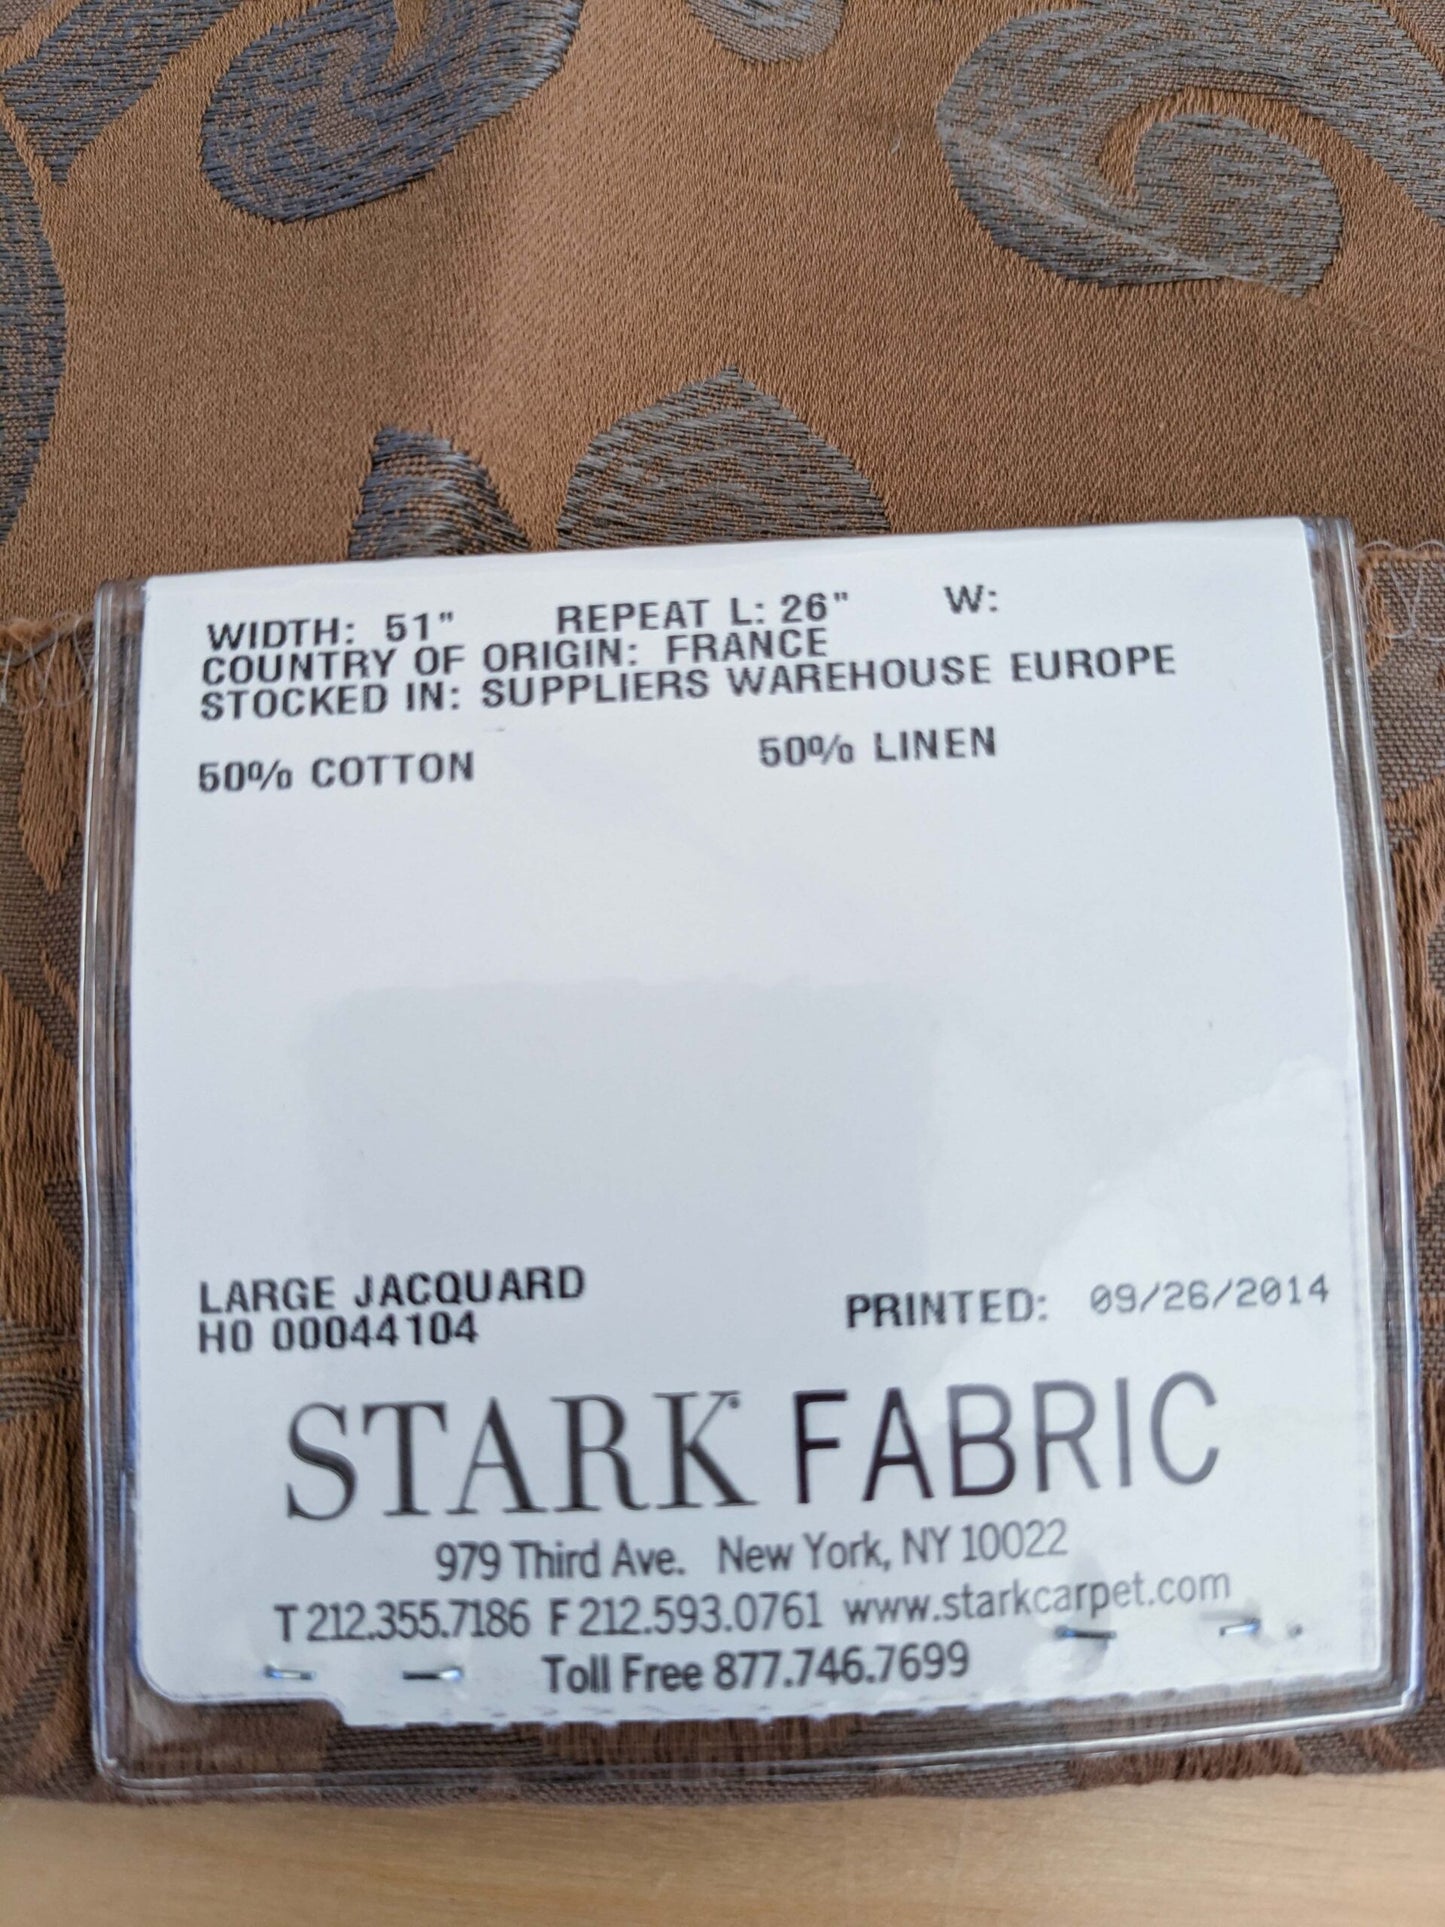 WIDTH: 51" REPEAT L: 26" W:
COUNTRY OF ORIGIN: FRANCE
STOCKED IN: SUPPLIERS WAREHOUSE EUROPE
50% COTTON 50% LINEN
LARGE JACQUARD
H0 00044104 PRINTED: 09/26/2014
STARK FABRIC
979 Third Ave. New York, NY 10022
T 212.355.7186 F 212.593.0761 www.starkcarpet.com
Toll Free 877.746.7699